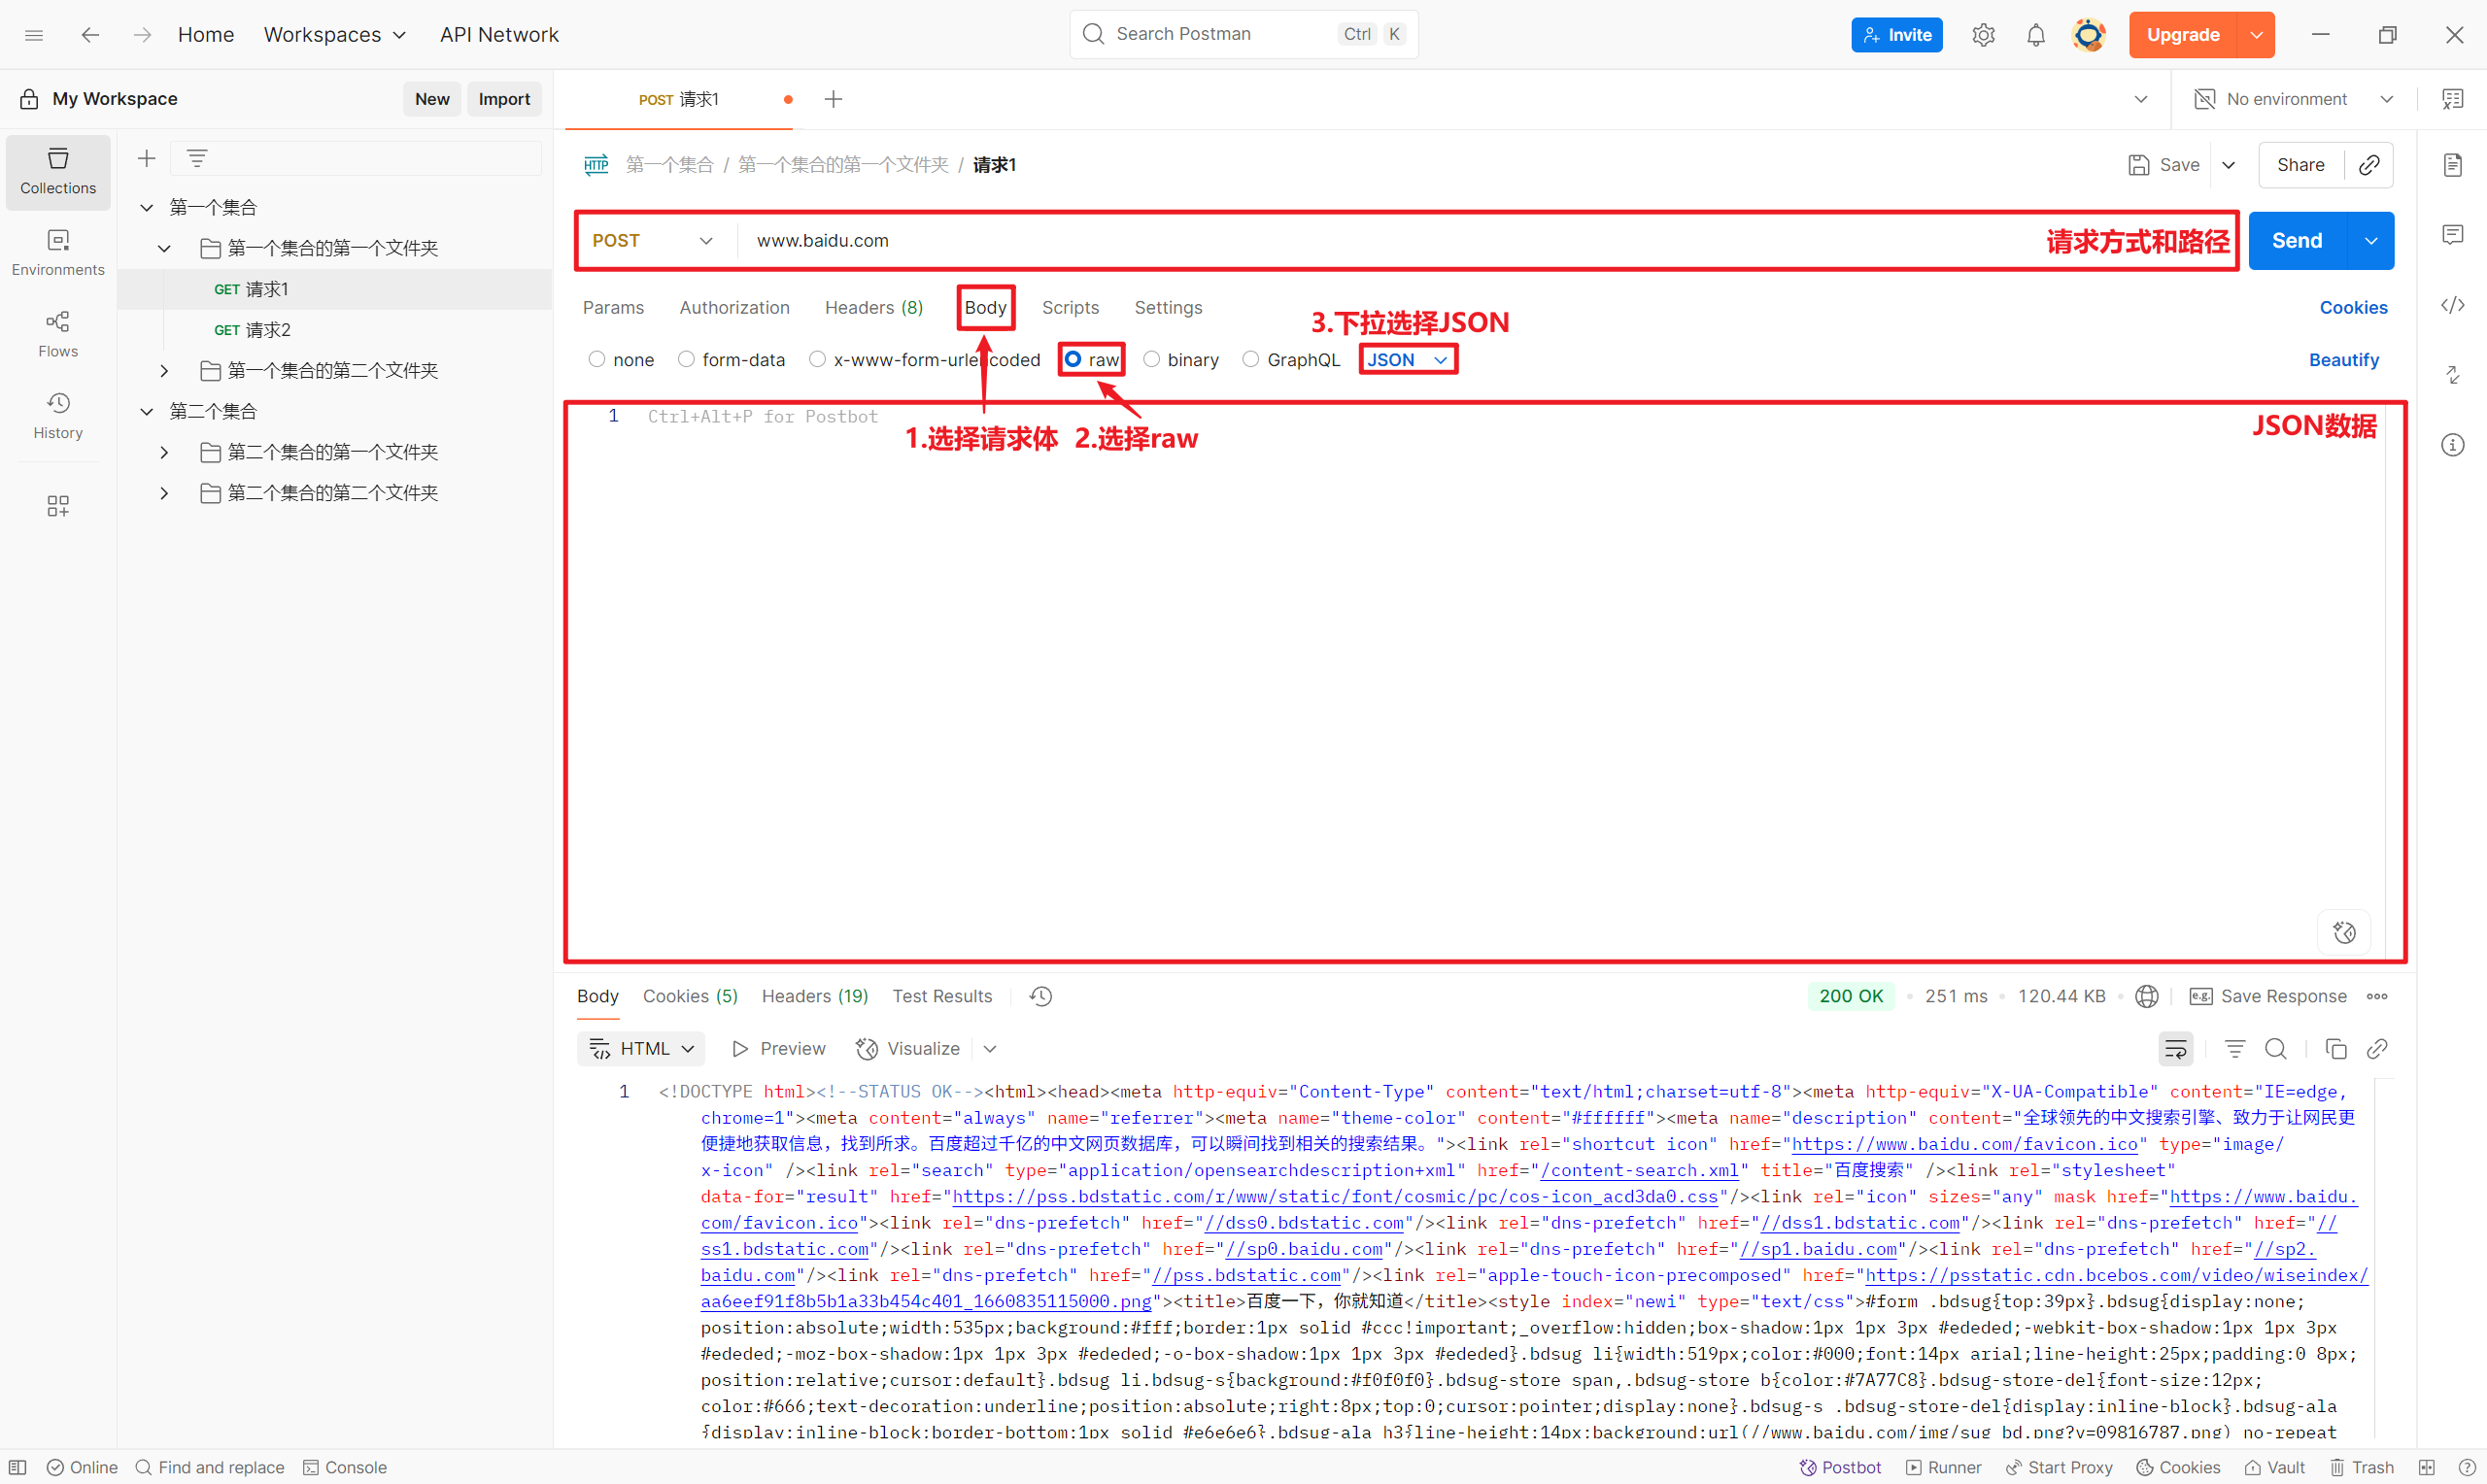 Home Workspaces API Network Search Postman Ctrl K Invite Upgrade
My Workspace New Import POST 请求1 No environment
Collections
Environments
Flows
History
第一个集合
第一个集合的第一个文件夹
GET 请求1
GET 请求2
第一个集合的第二个文件夹
第二个集合
第二个集合的第一个文件夹
第二个集合的第二个文件夹
HTTP 第一个集合 / 第一个集合的第一个文件夹 / 请求1 Save Share
POST www.baidu.com 请求方式和路径 Send
Params Authorization Headers (8) Body Scripts Settings Cookies
3.下拉选择JSON
none form-data x-www-form-urlencoded raw binary GraphQL JSON Beautify
1 Ctrl+Alt+P for Postbot JSON数据
1.选择请求体 2.选择raw
Body Cookies (5) Headers (19) Test Results 200 OK • 251 ms • 120.44 KB • e.g. Save Response
HTML Preview Visualize
1 <!DOCTYPE html><!--STATUS OK--><html><head><meta http-equiv="Content-Type" content="text/html;charset=utf-8"><meta http-equiv="X-UA-Compatible" content="IE=edge,
chrome=1"><meta content="always" name="referrer"><meta name="theme-color" content="#ffffff"><meta name="description" content="全球领先的中文搜索引擎、致力于让网民更
便捷地获取信息，找到所求。百度超过千亿的中文网页数据库，可以瞬间找到相关的搜索结果。"><link rel="shortcut icon" href="https://www.baidu.com/favicon.ico" type="image/
x-icon" /><link rel="search" type="application/opensearchdescription+xml" href="/content-search.xml" title="百度搜索" /><link rel="stylesheet"
data-for="result" href="https://pss.bdstatic.com/r/www/static/font/cosmic/pc/cos-icon_acd3da0.css"/><link rel="icon" sizes="any" mask href="https://www.baidu.
com/favicon.ico"><link rel="dns-prefetch" href="//dss0.bdstatic.com"/><link rel="dns-prefetch" href="//dss1.bdstatic.com"/><link rel="dns-prefetch" href="//
ss1.bdstatic.com"/><link rel="dns-prefetch" href="//sp0.baidu.com"/><link rel="dns-prefetch" href="//sp1.baidu.com"/><link rel="dns-prefetch" href="//sp2.
baidu.com"/><link rel="dns-prefetch" href="//pss.bdstatic.com"/><link rel="apple-touch-icon-precomposed" href="https://psstatic.cdn.bcebos.com/video/wiseindex/
aa6eef91f8b5b1a33b454c401_1660835115000.png"><title>百度一下，你就知道</title><style index="newi" type="text/css">#form .bdsug{top:39px}.bdsug{display:none;
position:absolute;width:535px;background:#fff;border:1px solid #ccc!important;_overflow:hidden;box-shadow:1px 1px 3px #ededed;-webkit-box-shadow:1px 1px 3px
#ededed;-moz-box-shadow:1px 1px 3px #ededed;-o-box-shadow:1px 1px 3px #ededed}.bdsug li{width:519px;color:#000;font:14px arial;line-height:25px;padding:0 8px;
position:relative;cursor:default}.bdsug li.bdsug-s{background:#f0f0f0}.bdsug-store span,.bdsug-store b{color:#7A77C8}.bdsug-store-del{font-size:12px;
color:#666;text-decoration:underline;position:absolute;right:8px;top:0;cursor:pointer;display:none}.bdsug-s .bdsug-store-del{display:inline-block}.bdsug-ala
{display:inline-block;border-bottom:1px solid #e6e6e6}.bdsug-ala h3{line-height:14px;background:url(//www.baidu.com/img/sug_bd.png?v=09816787.png) no-repeat
Online Find and replace Console Postbot Runner Start Proxy Cookies Vault Trash